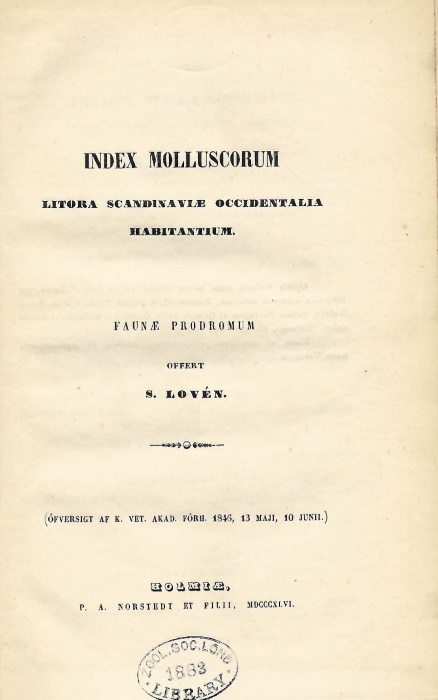 INDEX MOLLUSCORUM
LITORA SCANDINAVIÆ OCCIDENTALIA
HABITANTIUM.
FAUNÆ PRODROMUM
OFFERT
S. LOVÉN.
(ÖFVERSIGT AF K. VET. AKAD. FÖRH. 1846, 13 MAJI, 10 JUNII.)
HOLMIÆ,
P. A. NORSTEDT ET FILII, MDCCCXLVI.
ZOOL. SOC. LOND
1883
LIBRARY